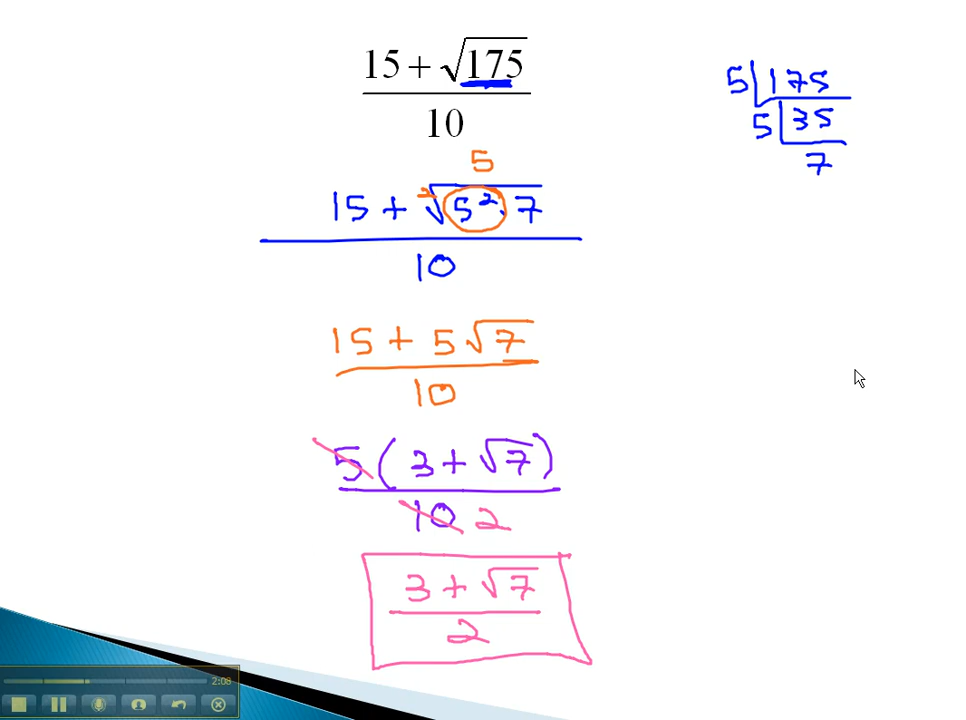 15 + √175
10
5 175
5 35
7
5
15 + ²√5² · 7
10
15 + 5√7
10
5(3 + √7)
10 2
3 + √7
2
2:08